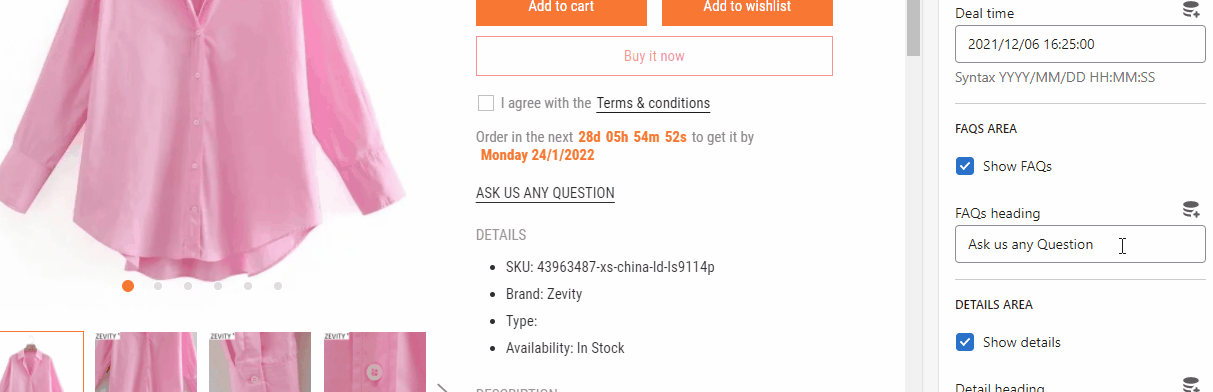 Add to cart
Add to wishlist
Buy it now
I agree with the Terms & conditions
Order in the next 28d 05h 54m 52s to get it by
Monday 24/1/2022
ASK US ANY QUESTION
DETAILS
SKU: 43963487-xs-china-ld-ls9114p
Brand: Zevity
Type:
Availability: In Stock
DESCRIPTION
ZEVITY
ZEVITY
ZEVITY
Deal time
2021/12/06 16:25:00
Syntax YYYY/MM/DD HH:MM:SS
FAQS AREA
Show FAQs
FAQs heading
Ask us any Question
DETAILS AREA
Show details
Detail heading